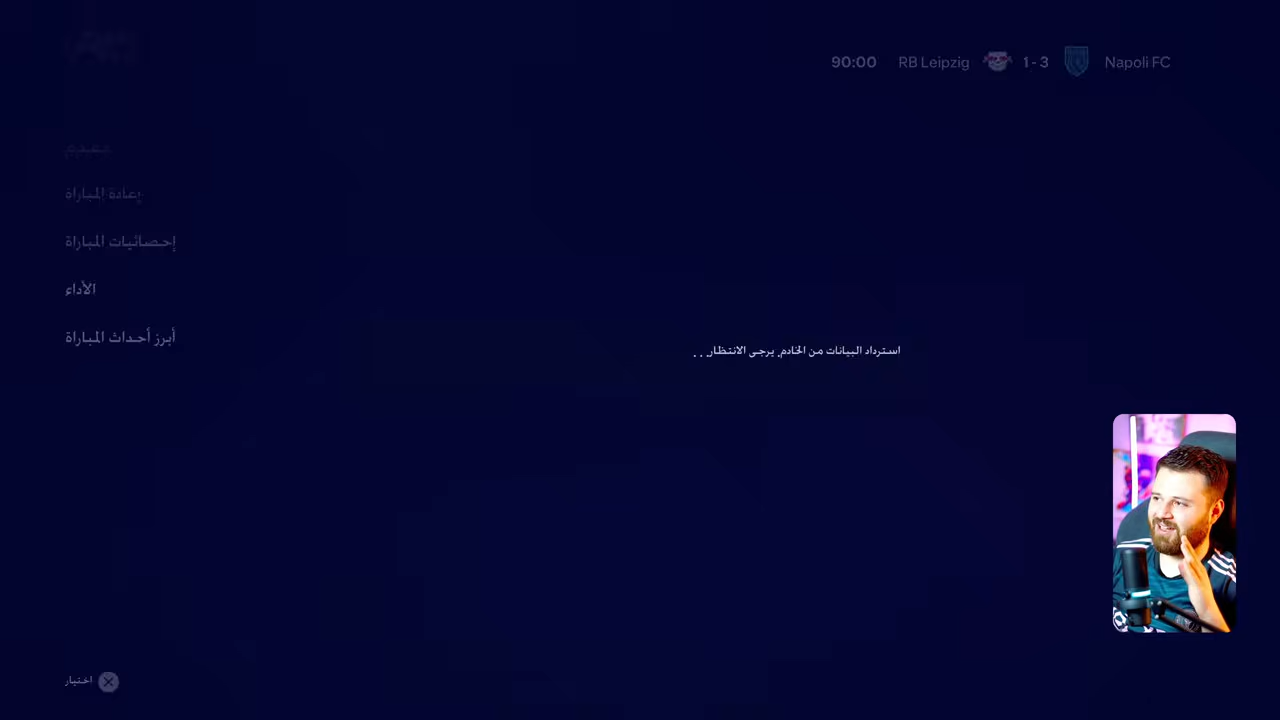 90:00 RB Leipzig 1 - 3 Napoli FC
تقديم
إعادة المباراة
إحصائيات المباراة
الأداء
أبرز أحداث المباراة
استرداد البيانات من الخادم. يرجى الانتظار. . .
اختيار